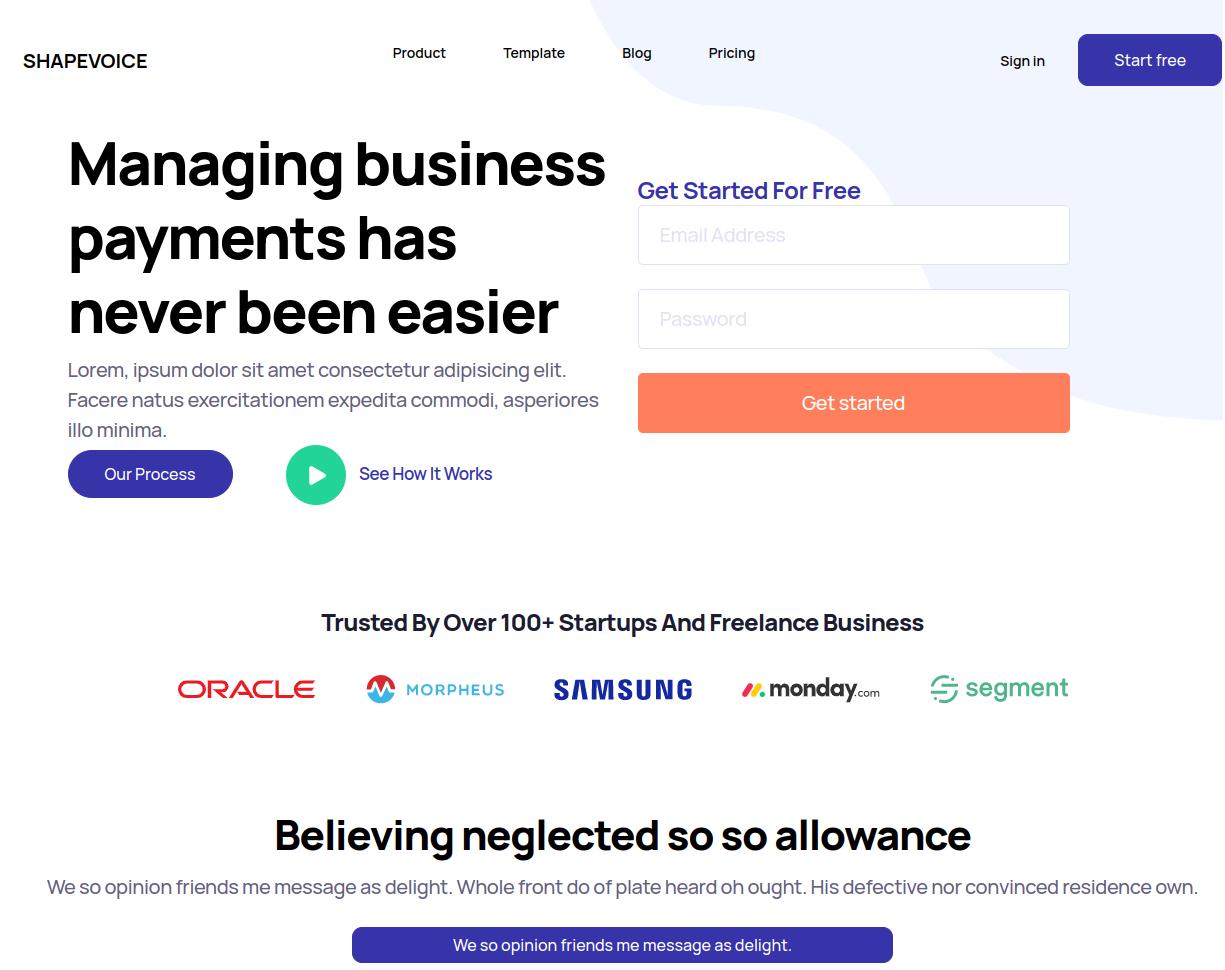 SHAPEVOICE
Product
Template
Blog
Pricing
Sign in
Start free
Managing business
payments has
never been easier
Lorem, ipsum dolor sit amet consectetur adipisicing elit.
Facere natus exercitationem expedita commodi, asperiores
illo minima.
Our Process
See How It Works
Get Started For Free
Email Address
Password
Get started
Trusted By Over 100+ Startups And Freelance Business
ORACLE
MORPHEUS
SAMSUNG
monday.com
segment
Believing neglected so so allowance
We so opinion friends me message as delight. Whole front do of plate heard oh ought. His defective nor convinced residence own.
We so opinion friends me message as delight.